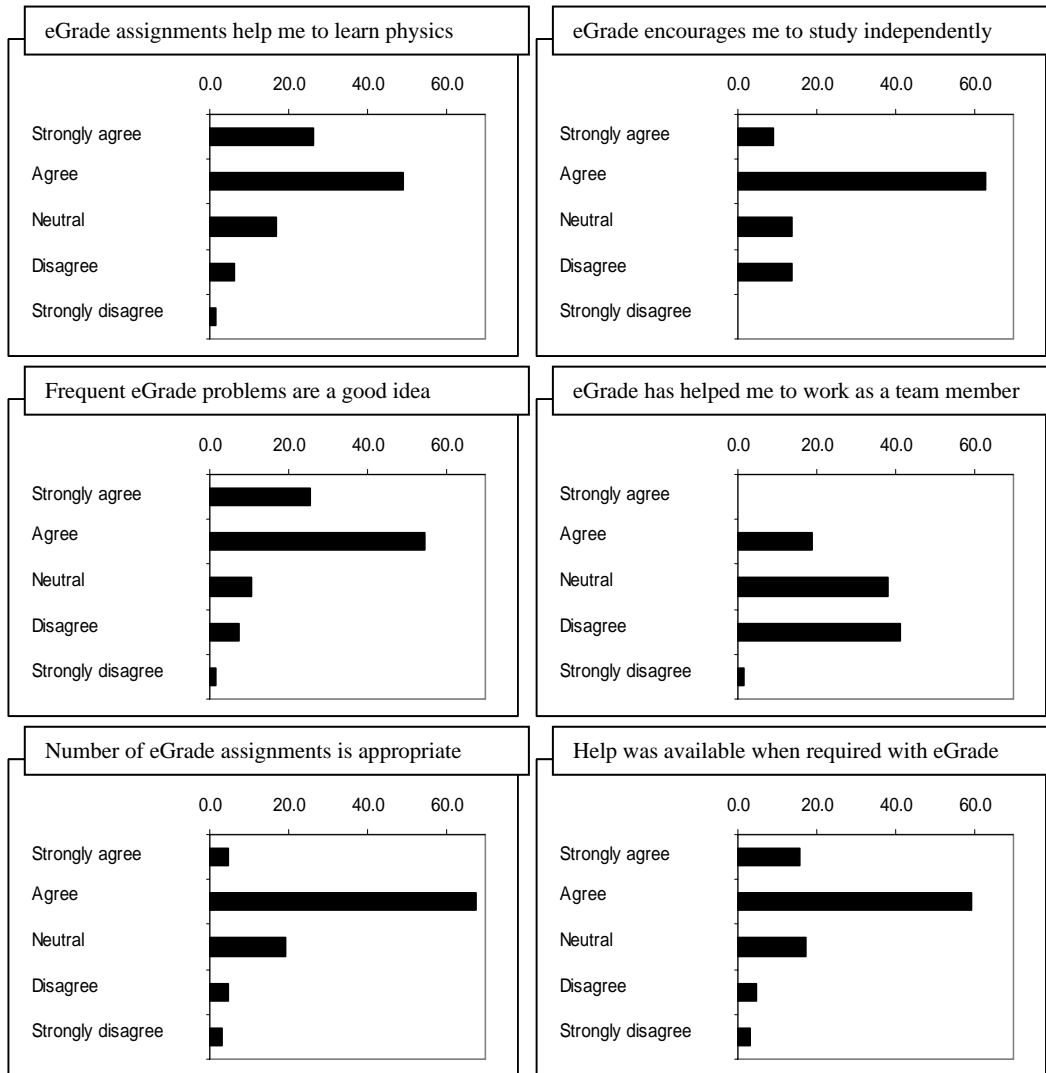 eGrade assignments help me to learn physics
0.0 20.0 40.0 60.0
Strongly agree
Agree
Neutral
Disagree
Strongly disagree
eGrade encourages me to study independently
0.0 20.0 40.0 60.0
Strongly agree
Agree
Neutral
Disagree
Strongly disagree
Frequent eGrade problems are a good idea
0.0 20.0 40.0 60.0
Strongly agree
Agree
Neutral
Disagree
Strongly disagree
eGrade has helped me to work as a team member
0.0 20.0 40.0 60.0
Strongly agree
Agree
Neutral
Disagree
Strongly disagree
Number of eGrade assignments is appropriate
0.0 20.0 40.0 60.0
Strongly agree
Agree
Neutral
Disagree
Strongly disagree
Help was available when required with eGrade
0.0 20.0 40.0 60.0
Strongly agree
Agree
Neutral
Disagree
Strongly disagree